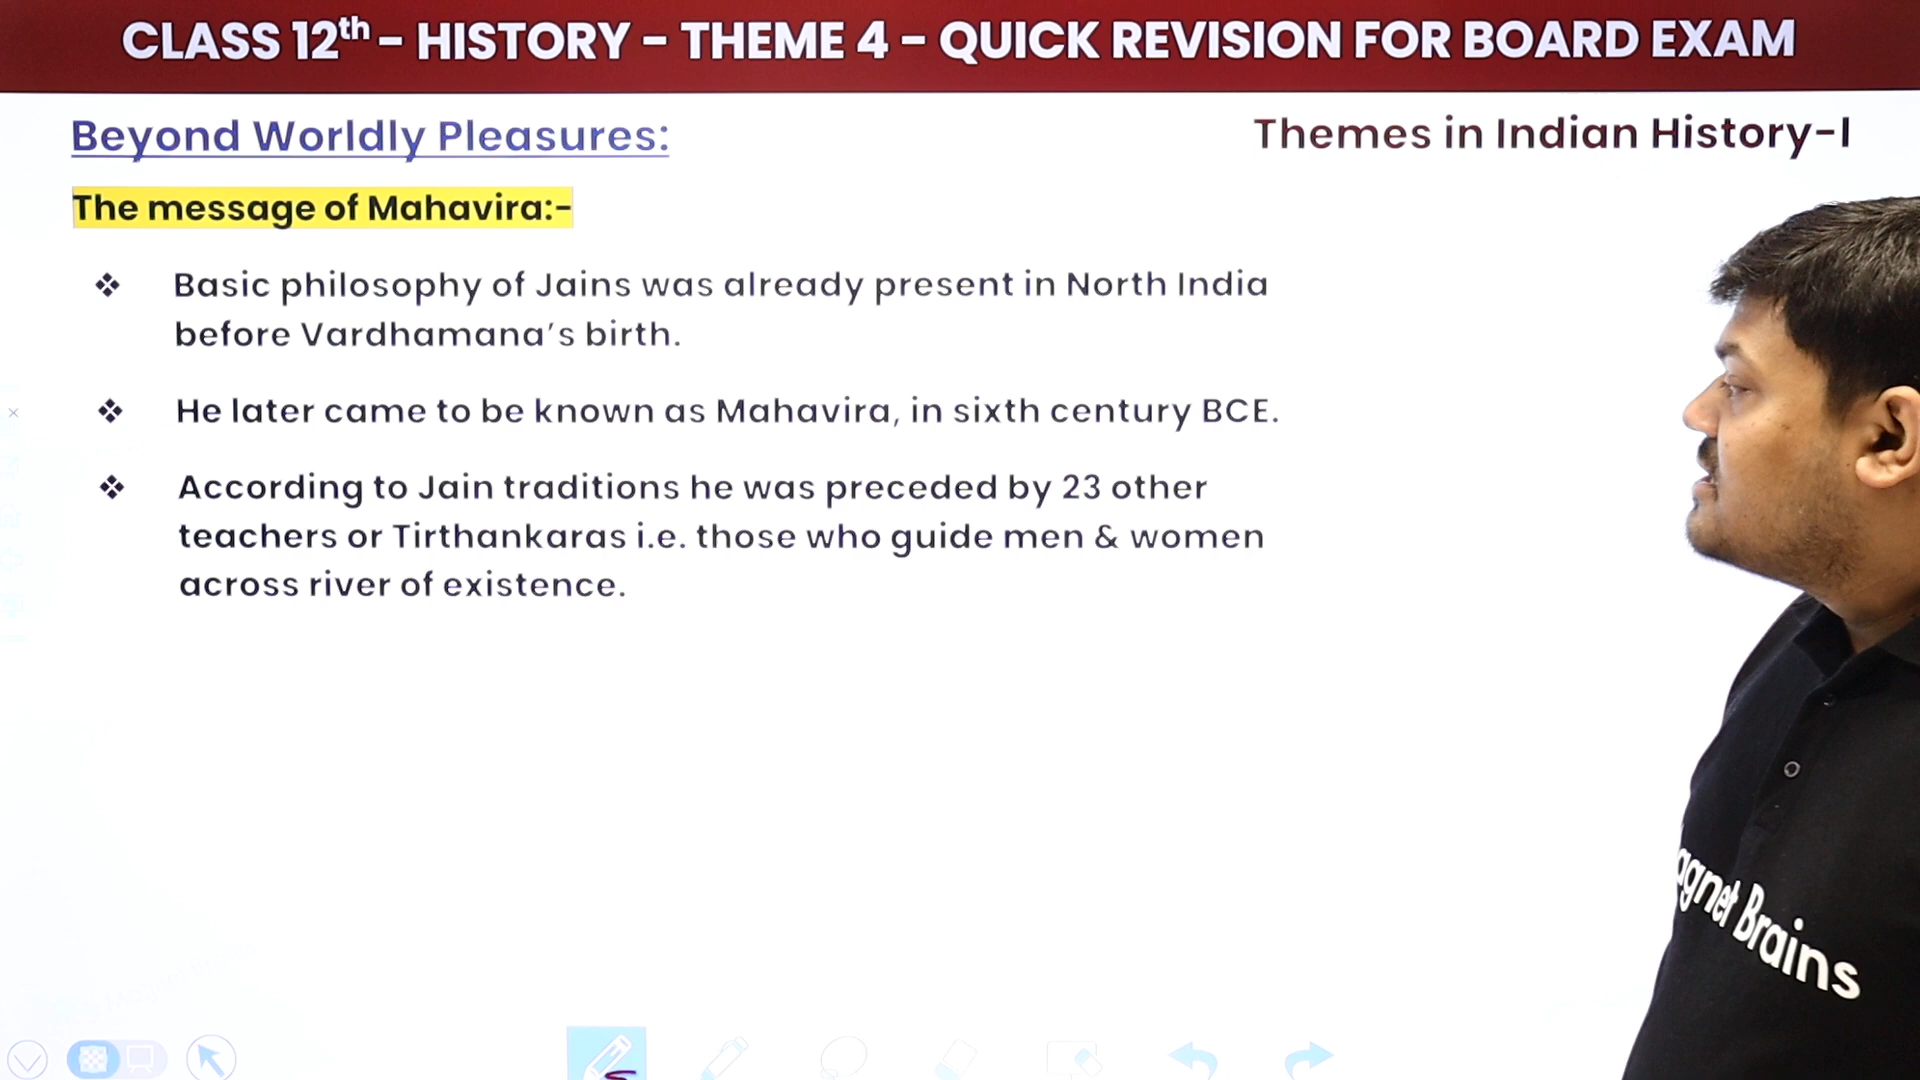 CLASS 12th - HISTORY - THEME 4 - QUICK REVISION FOR BOARD EXAM
Beyond Worldly Pleasures:
Themes in Indian History-I
The message of Mahavira:-
❖ Basic philosophy of Jains was already present in North India
before Vardhamana's birth.
❖ He later came to be known as Mahavira, in sixth century BCE.
❖ According to Jain traditions he was preceded by 23 other
teachers or Tirthankaras i.e. those who guide men & women
across river of existence.
agnet Brains